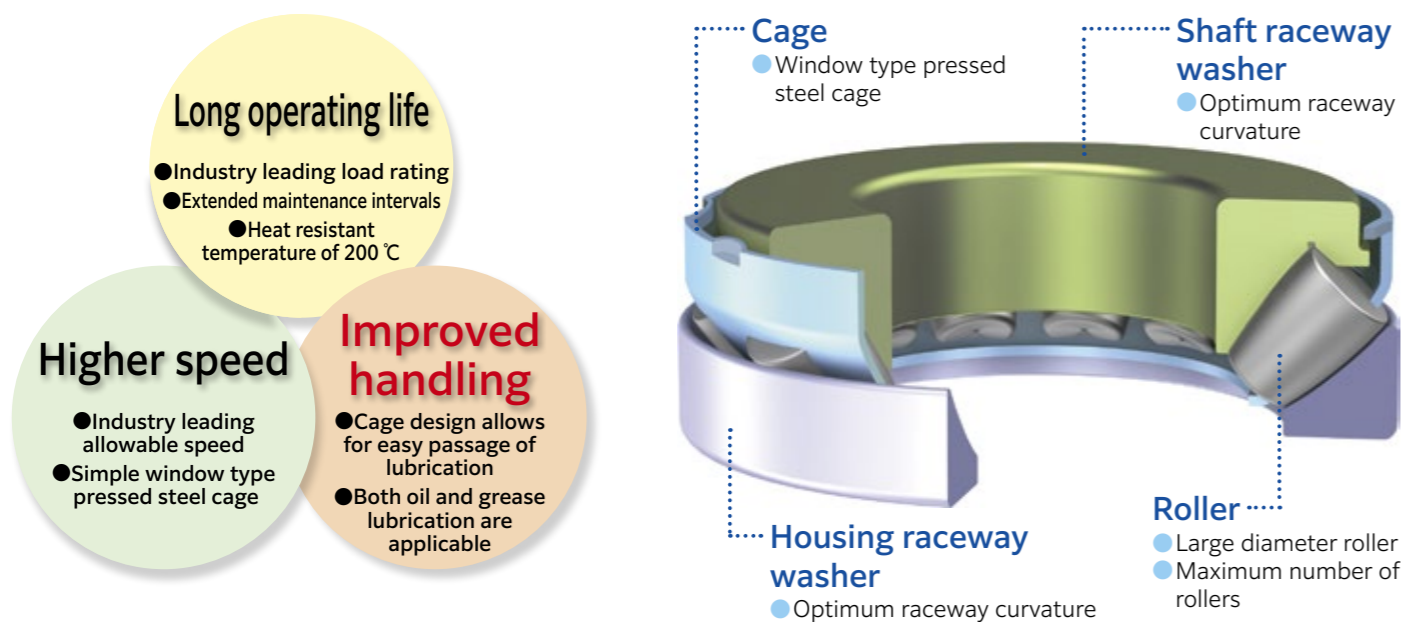 Long operating life
●Industry leading load rating
●Extended maintenance intervals
●Heat resistant
temperature of 200 ℃
Higher speed
●Industry leading
allowable speed
●Simple window type
pressed steel cage
Improved
handling
●Cage design allows
for easy passage of
lubrication
●Both oil and grease
lubrication are
applicable
Cage
●Window type pressed
steel cage
Shaft raceway
washer
●Optimum raceway
curvature
Housing raceway
washer
●Optimum raceway curvature
Roller
●Large diameter roller
●Maximum number of
rollers